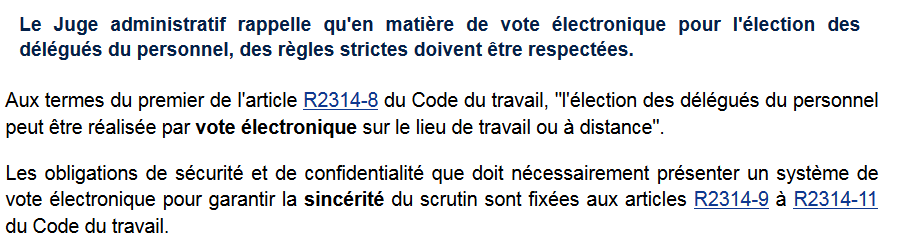 Le Juge administratif rappelle qu'en matière de vote électronique pour l'élection des
délégués du personnel, des règles strictes doivent être respectées.
Aux termes du premier de l'article R2314-8 du Code du travail, "l'élection des délégués du personnel
peut être réalisée par vote électronique sur le lieu de travail ou à distance".
Les obligations de sécurité et de confidentialité que doit nécessairement présenter un système de
vote électronique pour garantir la sincérité du scrutin sont fixées aux articles R2314-9 à R2314-11
du Code du travail.